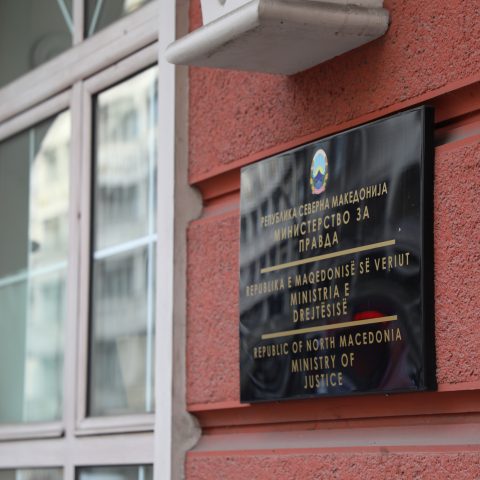 РЕПУБЛИКА СЕВЕРНА МАКЕДОНИЈА
МИНИСТЕРСТВО ЗА
ПРАВДА
REPUBLIKA E MAQEDONISË SË VERIUT
MINISTRIA E
DREJTËSISË
REPUBLIC OF NORTH MACEDONIA
MINISTRY OF
JUSTICE